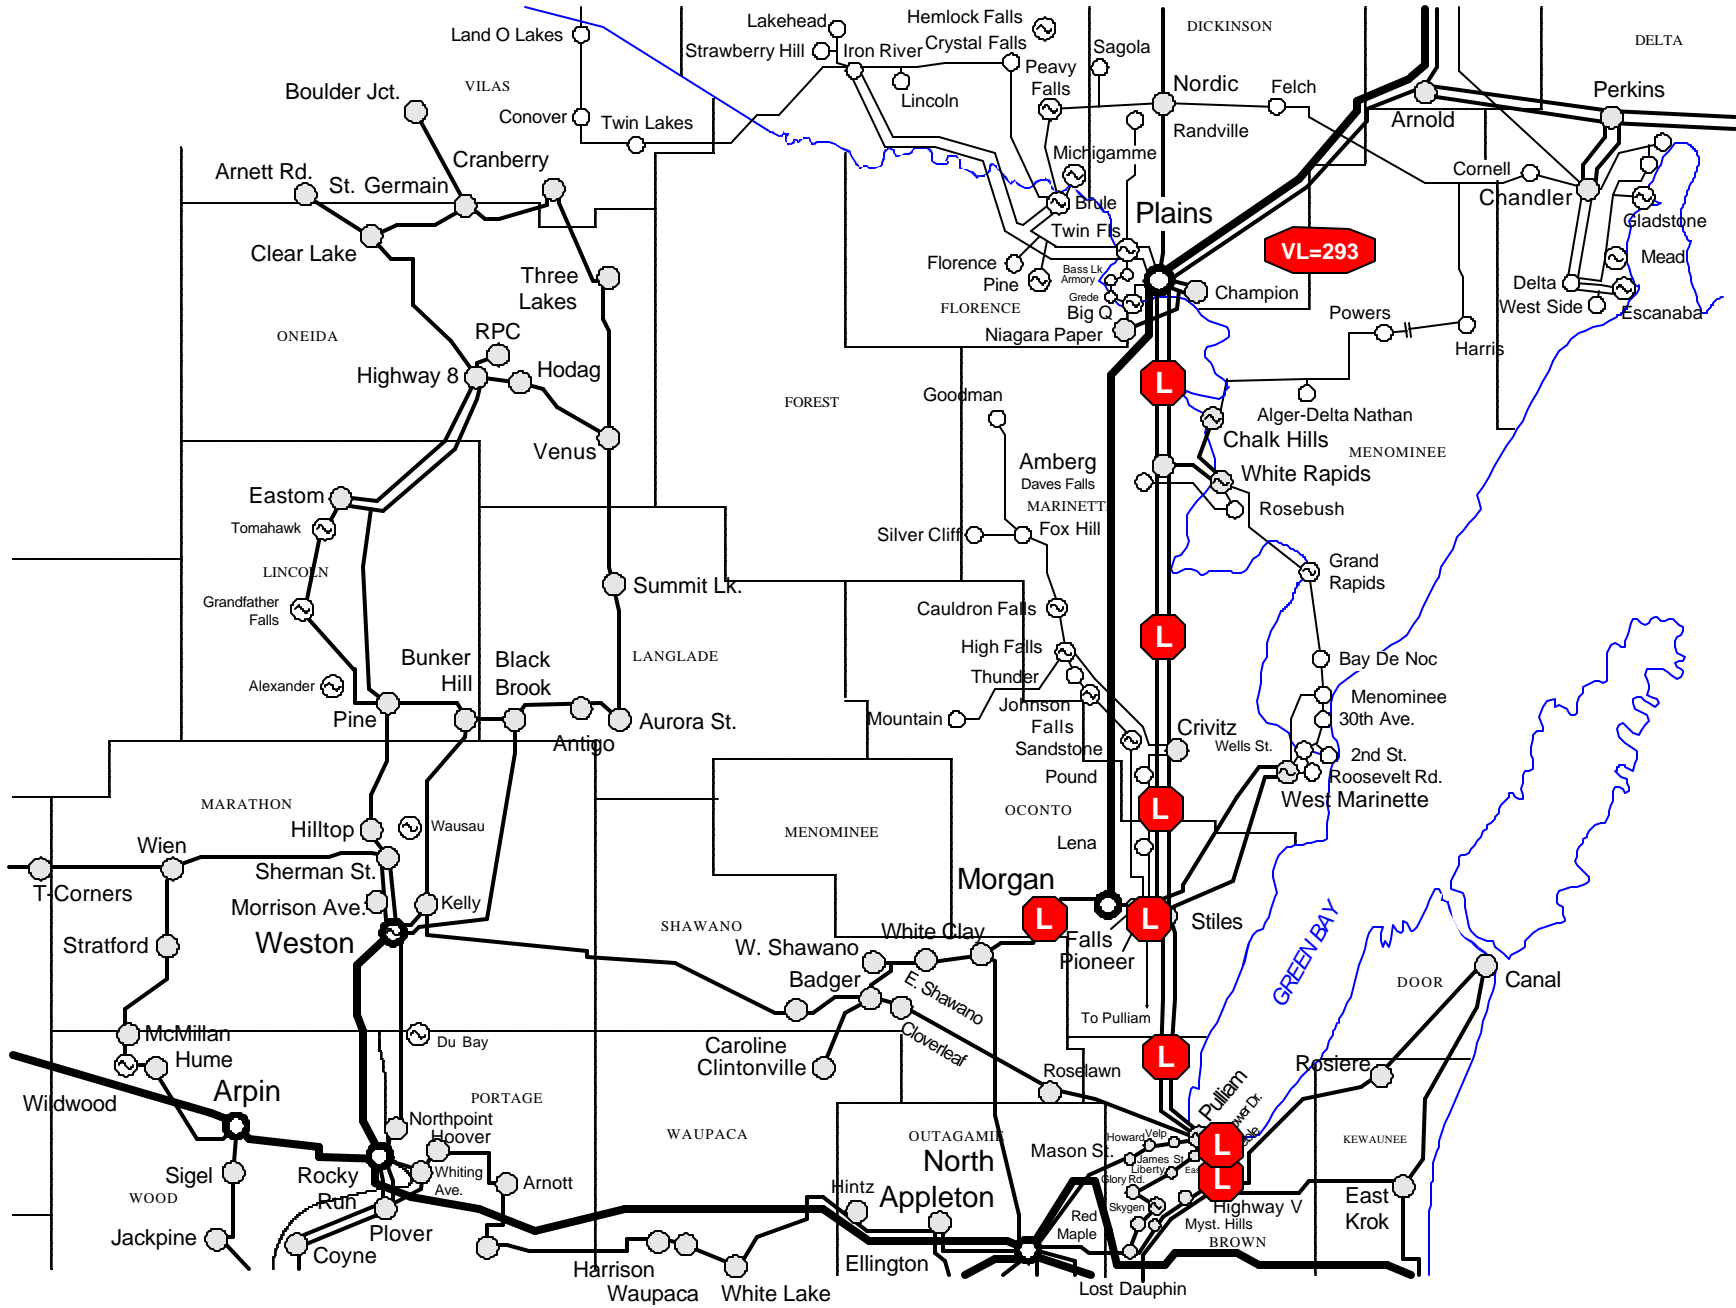 Lakehead
Hemlock Falls
DICKINSON
Land O Lakes
Strawberry Hill
Iron River
Crystal Falls
Sagola
DELTA
VILAS
Peavy
Falls
Nordic
Felch
Perkins
Boulder Jct.
Lincoln
Conover
Twin Lakes
Randville
Arnold
Arnett Rd.
St. Germain
Cranberry
Michigamme
Cornell
Chandler
Brule
Plains
Gladstone
Clear Lake
Twin Fls
VL=293
Mead
Three
Lakes
Florence
Pine
Bass Lk
Armory
Grede
Big Q
Champion
Delta
West Side
Escanaba
FLORENCE
Niagara Paper
Powers
Harris
ONEIDA
RPC
Highway 8
Hodag
FOREST
Goodman
L
Alger-Delta Nathan
Chalk Hills
MENOMINEE
Venus
Amberg
Daves Falls
White Rapids
MARINETT
Rosebush
Eastom
Tomahawk
Silver Cliff
Fox Hill
LINCOLN
Grand
Rapids
Grandfather
Falls
Summit Lk.
Cauldron Falls
L
High Falls
Bunker
Hill
Black
Brook
LANGLADE
Bay De Noc
Alexander
Thunder
Menominee
Pine
Antigo
Aurora St.
Mountain
Johnson
Falls
30th Ave.
Sandstone
Crivitz
Wells St.
2nd St.
Pound
Roosevelt Rd.
West Marinette
MARATHON
OCONTO
L
Hilltop
Wausau
MENOMINEE
Wien
Lena
Sherman St.
T-Corners
Morgan
Morrison Ave.
Kelly
L
L
Stiles
Weston
SHAWANO
White Clay
Falls
Pioneer
Stratford
W. Shawano
Badger
E. Shawano
GREEN BAY
DOOR
Canal
To Pulliam
McMillan
Hume
Du Bay
Caroline
Clintonville
Cloverleaf
L
Roselawn
Rosiere
Wildwood
Arpin
PORTAGE
Northpoint
Hoover
WAUPACA
OUTAGAMIE
Pulliam
North
Appleton
Mason St.
Howard
Velp
L
KEWAUNEE
James St
Liberty
L
Sigel
WOOD
Rocky
Run
Whiting
Ave.
Arnott
Hintz
Glory Rd.
Skygen
Highway V
East
Krok
Jackpine
Coyne
Plover
Red
Maple
Myst. Hills
BROWN
Harrison
Waupaca
White Lake
Ellington
Lost Dauphin